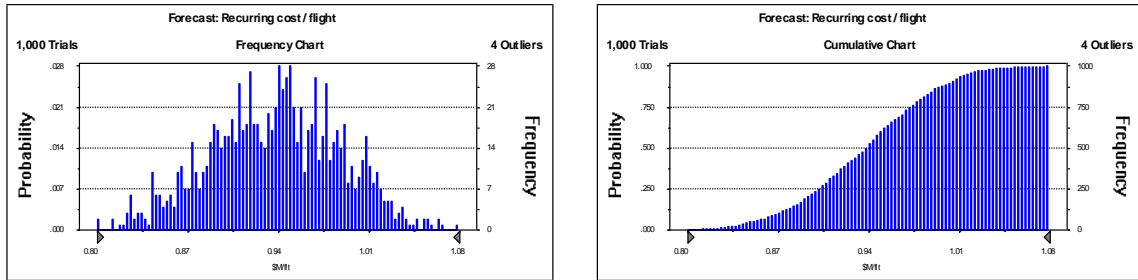 Forecast: Recurring cost / flight
1,000 Trials Frequency Chart 4 Outliers
.028 28
.021 21
.014 14
.007 7
.000 0
Probability
Frequency
0.80 0.87 0.94 1.01 1.08
$M/flt
Forecast: Recurring cost / flight
1,000 Trials Cumulative Chart 4 Outliers
1.000 1000
.750 750
.500 500
.250 250
.000 0
Probability
Frequency
0.80 0.87 0.94 1.01 1.08
$M/flt